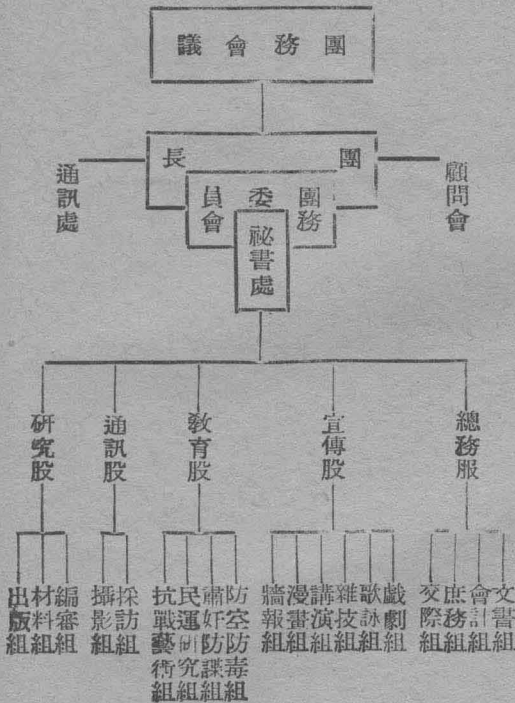 團務會議
團長
顧問會
通訊處
團務委員會
祕書處
總務服
宣傳股
教育股
通訊股
研究股
文書組
會計組
庶務組
交際組
戲劇組
歌詠組
雜技組
講演組
漫畫組
牆報組
防空防毒組
肅奸防諜組
民運研究組
抗戰藝術組
採訪組
攝影組
編審組
材料組
出版組